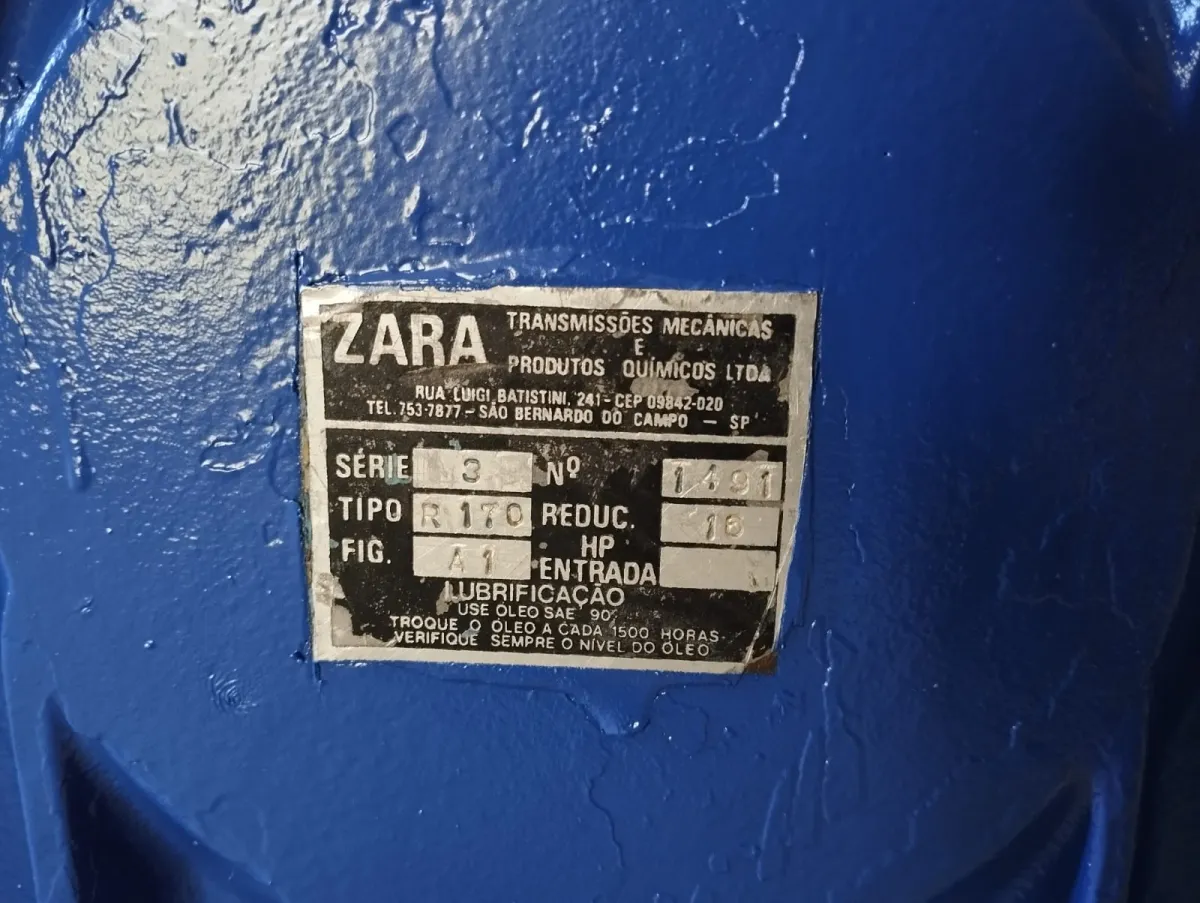 ZARA TRANSMISSÕES MECÂNICAS
E
PRODUTOS QUÍMICOS LTDA
RUA LUIGI BATISTINI, 241 - CEP 09842-020
TEL. 753-7877 - SÃO BERNARDO DO CAMPO - SP
SÉRIE 3 Nº 1491
TIPO R 170 REDUC. 16
FIG. A1 HP ENTRADA
LUBRIFICAÇÃO
USE ÓLEO SAE 90
TROQUE O ÓLEO A CADA 1500 HORAS
VERIFIQUE SEMPRE O NÍVEL DO ÓLEO